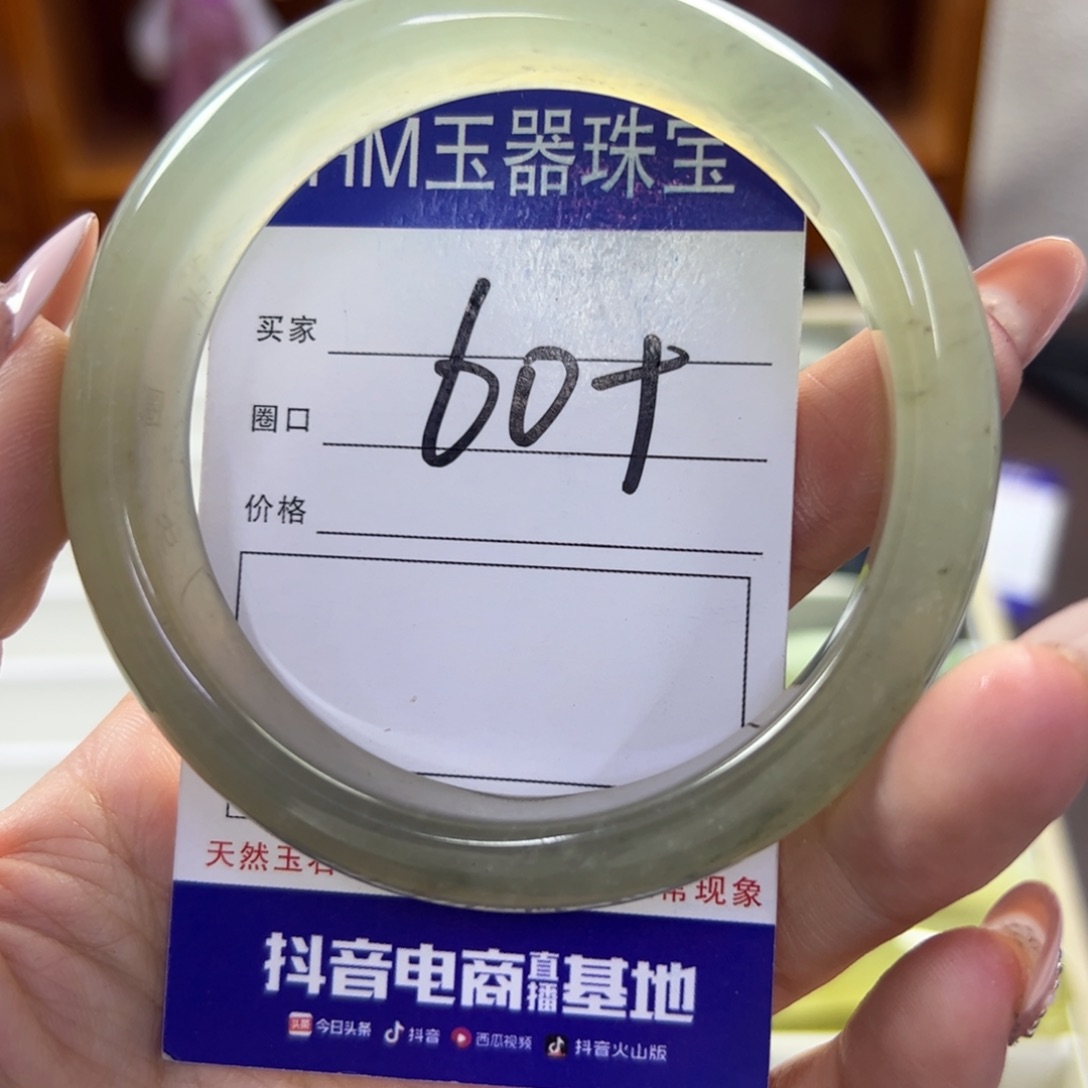 HM玉器珠宝
买家
60+
圈口
价格
天然玉石
常现象
抖音电商直播基地
头条 今日头条 抖音 西瓜视频 抖音火山版